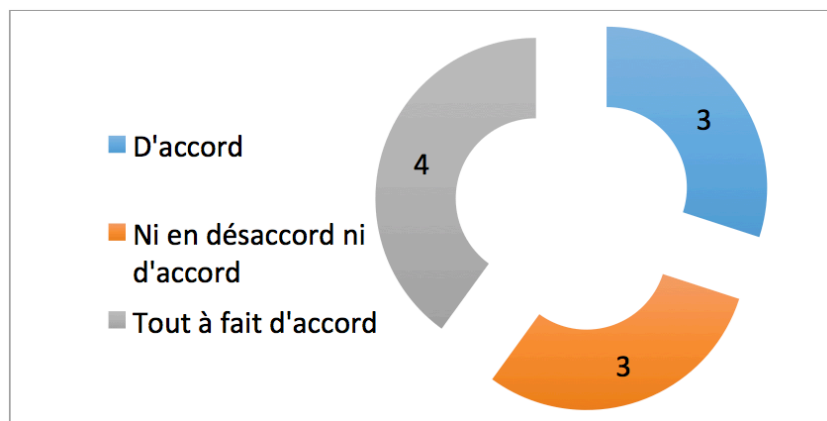 D'accord
Ni en désaccord ni
d'accord
Tout à fait d'accord
3
4
3